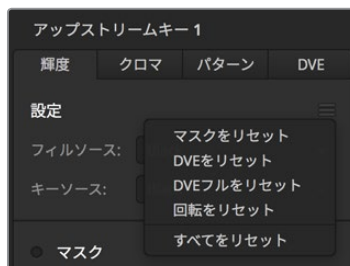 アップストリームキー 1
輝度 クロマ パターン DVE
設定
マスクをリセット
フィルソース:
DVEをリセット
DVEフルをリセット
キーソース:
回転をリセット
すべてをリセット
マスク